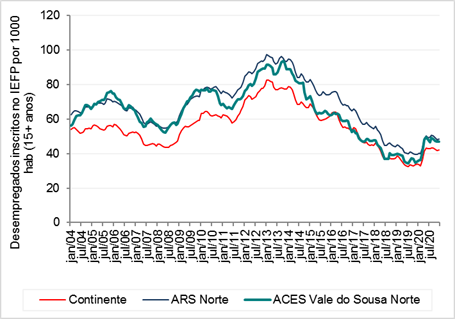 Desempregados inscritos no IEFP por 1000
hab (15+ anos)
120
100
80
60
40
20
0
jan/04
jul/04
jan/05
jul/05
jan/06
jul/06
jan/07
jul/07
jan/08
jul/08
jan/09
jul/09
jan/10
jul/10
jan/11
jul/11
jan/12
jul/12
jan/13
jul/13
jan/14
jul/14
jan/15
jul/15
jan/16
jul/16
jan/17
jul/17
jan/18
jul/18
jan/19
jul/19
jan/20
jul/20
Continente
ARS Norte
ACES Vale do Sousa Norte